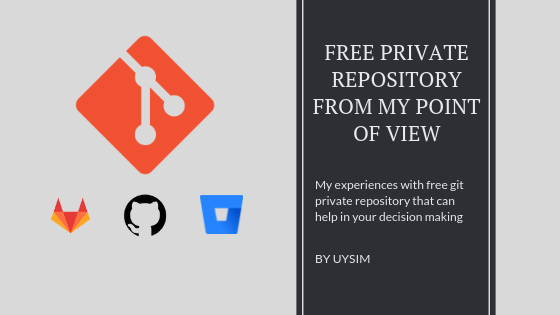 FREE PRIVATE
REPOSITORY
FROM MY POINT
OF VIEW
My experiences with free git
private repository that can
help in your decision making
BY UYSIM